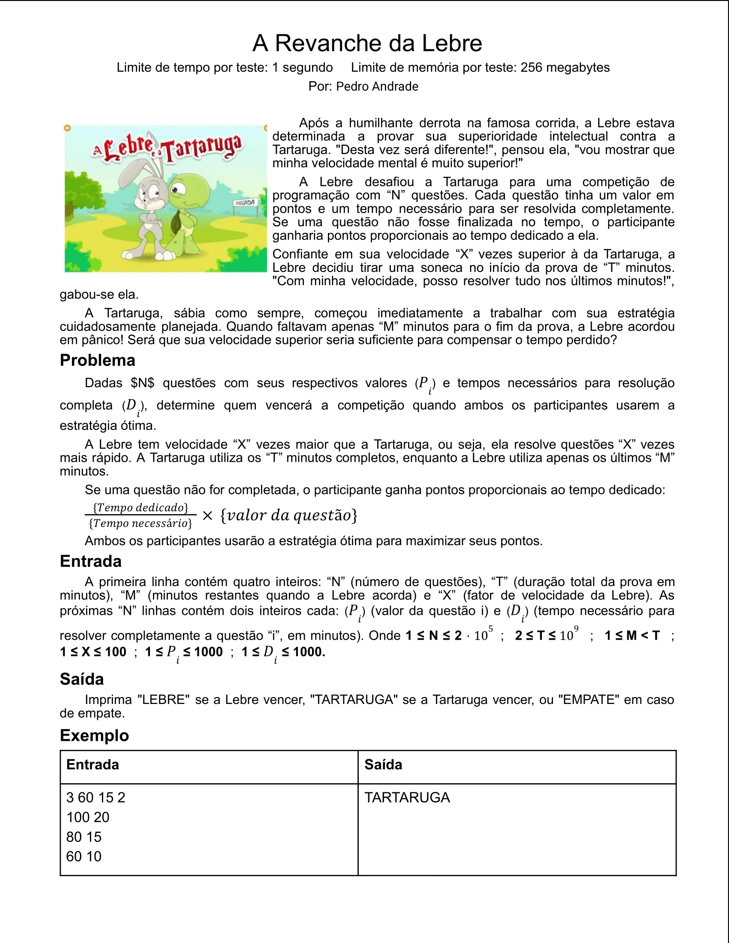 A Revanche da Lebre
Limite de tempo por teste: 1 segundo Limite de memória por teste: 256 megabytes
Por: Pedro Andrade
A Lebre e a Tartaruga
CHEGADA
Após a humilhante derrota na famosa corrida, a Lebre estava
determinada a provar sua superioridade intelectual contra a
Tartaruga. "Desta vez será diferente!", pensou ela, "vou mostrar que
minha velocidade mental é muito superior!"
A Lebre desafiou a Tartaruga para uma competição de
programação com “N” questões. Cada questão tinha um valor em
pontos e um tempo necessário para ser resolvida completamente.
Se uma questão não fosse finalizada no tempo, o participante
ganharia pontos proporcionais ao tempo dedicado a ela.
Confiante em sua velocidade “X” vezes superior à da Tartaruga, a
Lebre decidiu tirar uma soneca no início da prova de “T” minutos.
"Com minha velocidade, posso resolver tudo nos últimos minutos!",
gabou-se ela.
A Tartaruga, sábia como sempre, começou imediatamente a trabalhar com sua estratégia
cuidadosamente planejada. Quando faltavam apenas “M” minutos para o fim da prova, a Lebre acordou
em pânico! Será que sua velocidade superior seria suficiente para compensar o tempo perdido?
Problema
Dadas $N$ questões com seus respectivos valores (P_i) e tempos necessários para resolução
completa (D_i), determine quem vencerá a competição quando ambos os participantes usarem a
estratégia ótima.
A Lebre tem velocidade “X” vezes maior que a Tartaruga, ou seja, ela resolve questões “X” vezes
mais rápido. A Tartaruga utiliza os “T” minutos completos, enquanto a Lebre utiliza apenas os últimos “M”
minutos.
Se uma questão não for completada, o participante ganha pontos proporcionais ao tempo dedicado:
{Tempo dedicado}
{Tempo necessário} × {valor da questão}
Ambos os participantes usarão a estratégia ótima para maximizar seus pontos.
Entrada
A primeira linha contém quatro inteiros: “N” (número de questões), “T” (duração total da prova em
minutos), “M” (minutos restantes quando a Lebre acorda) e “X” (fator de velocidade da Lebre). As
próximas “N” linhas contém dois inteiros cada: (P_i) (valor da questão i) e (D_i) (tempo necessário para
resolver completamente a questão “i”, em minutos). Onde 1 ≤ N ≤ 2 · 10^5 ; 2 ≤ T ≤ 10^9 ; 1 ≤ M < T ;
1 ≤ X ≤ 100 ; 1 ≤ P_i ≤ 1000 ; 1 ≤ D_i ≤ 1000.
Saída
Imprima "LEBRE" se a Lebre vencer, "TARTARUGA" se a Tartaruga vencer, ou "EMPATE" em caso
de empate.
Exemplo
Entrada Saída
3 60 15 2 TARTARUGA
100 20
80 15
60 10